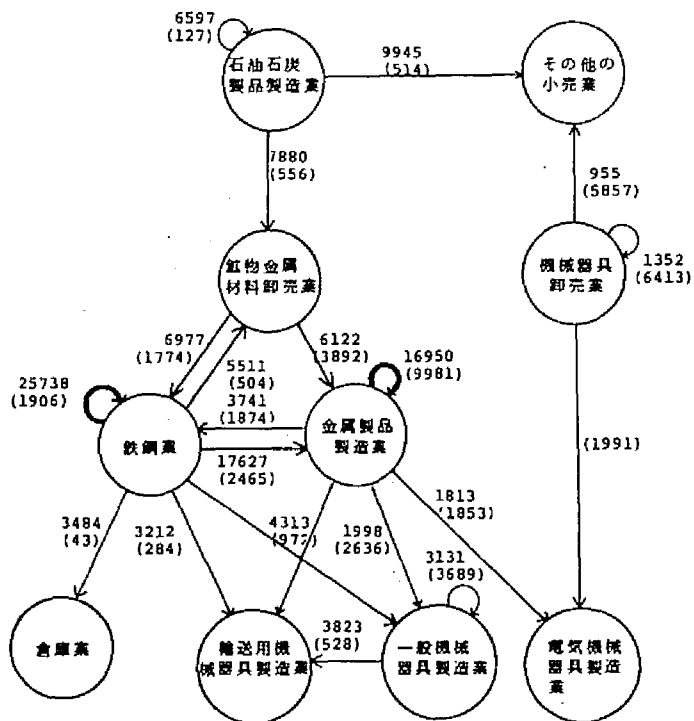 6597
(127)
石油石炭
製品製造業
9945
(514)
その他の
小売業
7880
(556)
955
(5857)
鉱物金属
材料卸売業
機械器具
卸売業
1352
(6413)
6977
(1774)
5511
(504)
6122
(3892)
16950
(9981)
25738
(1906)
3741
(1874)
鉄鋼業
金属製品
製造業
17627
(2465)
(1991)
3484
(43)
3212
(284)
4313
(972
1998
(2636)
1813
(1853)
3131
(3689)
倉庫業
輸送用機
械器具製造業
3823
(528)
一般機械
器具製造業
電気機械
器具製造
業